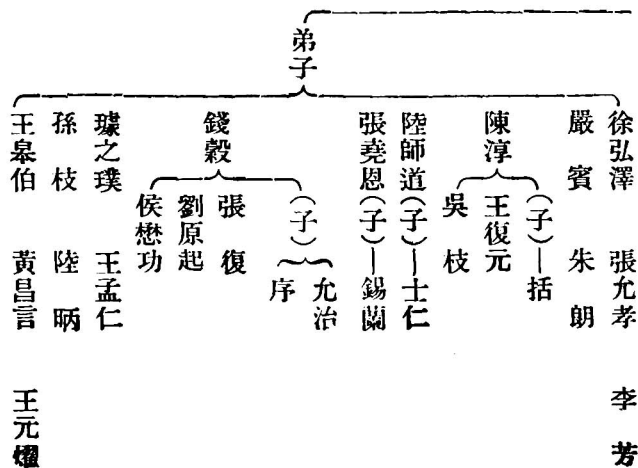 弟子
徐弘澤 張允孝 李芳
嚴賓 朱朗
陳淳
(子)—括
王復元
吳枝
陸師道(子)—士仁
張堯恩(子)—錫蘭
錢穀
(子)
允治
序
張復
劉原起
侯懋功
璩之璞 王孟仁
孫枝 陸昞
王皋伯 黃昌言 王元燿